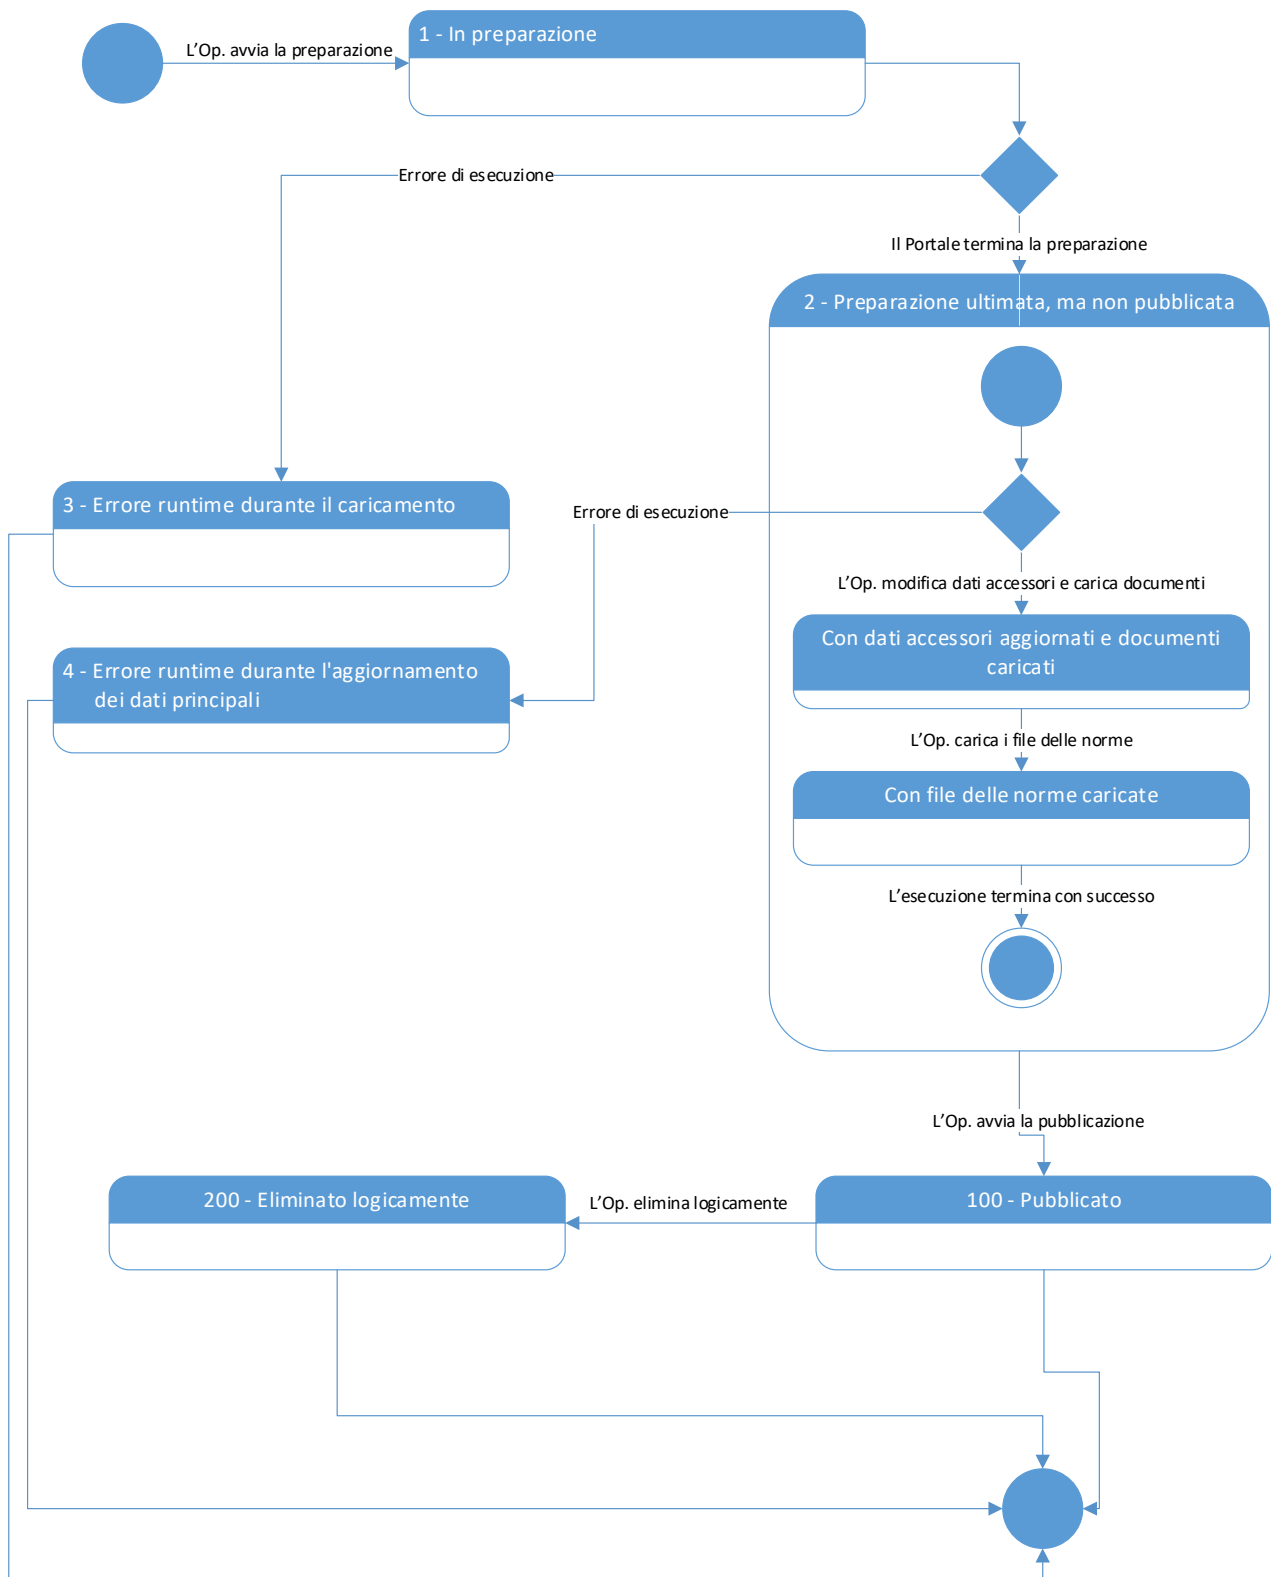 L'Op. avvia la preparazione
1 - In preparazione
Errore di esecuzione
Il Portale termina la preparazione
2 - Preparazione ultimata, ma non pubblicata
3 - Errore runtime durante il caricamento
Errore di esecuzione
L'Op. modifica dati accessori e carica documenti
Con dati accessori aggiornati e documenti
caricati
4 - Errore runtime durante l'aggiornamento
dei dati principali
L'Op. carica i file delle norme
Con file delle norme caricate
L'esecuzione termina con successo
L'Op. avvia la pubblicazione
200 - Eliminato logicamente
L'Op. elimina logicamente
100 - Pubblicato